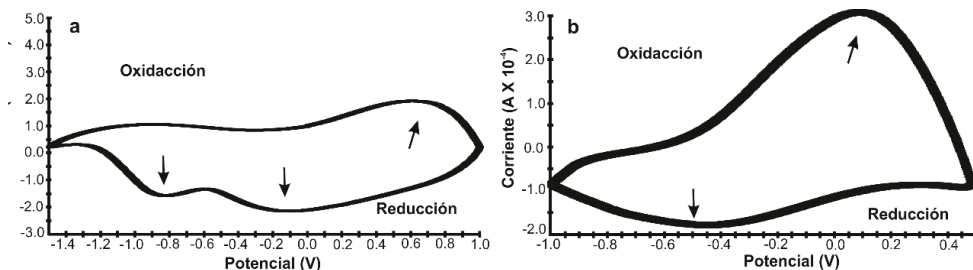 a
5.0
4.0
3.0
2.0
1.0
0.0
-1.0
-2.0
-3.0
Oxidacción
Reducción
-1.4 -1.2 -1.0 -0.8 -0.6 -0.4 -0.2 0.0 0.2 0.4 0.6 0.8 1.0
Potencial (V)
b
3.0
2.0
0.0
-1.0
-2.0
Corriente (A X 10⁻⁴)
Oxidacción
Reducción
-1.0 -0.6 -0.4 -0.2 0.0 0.2 0.4
Potencial (V)